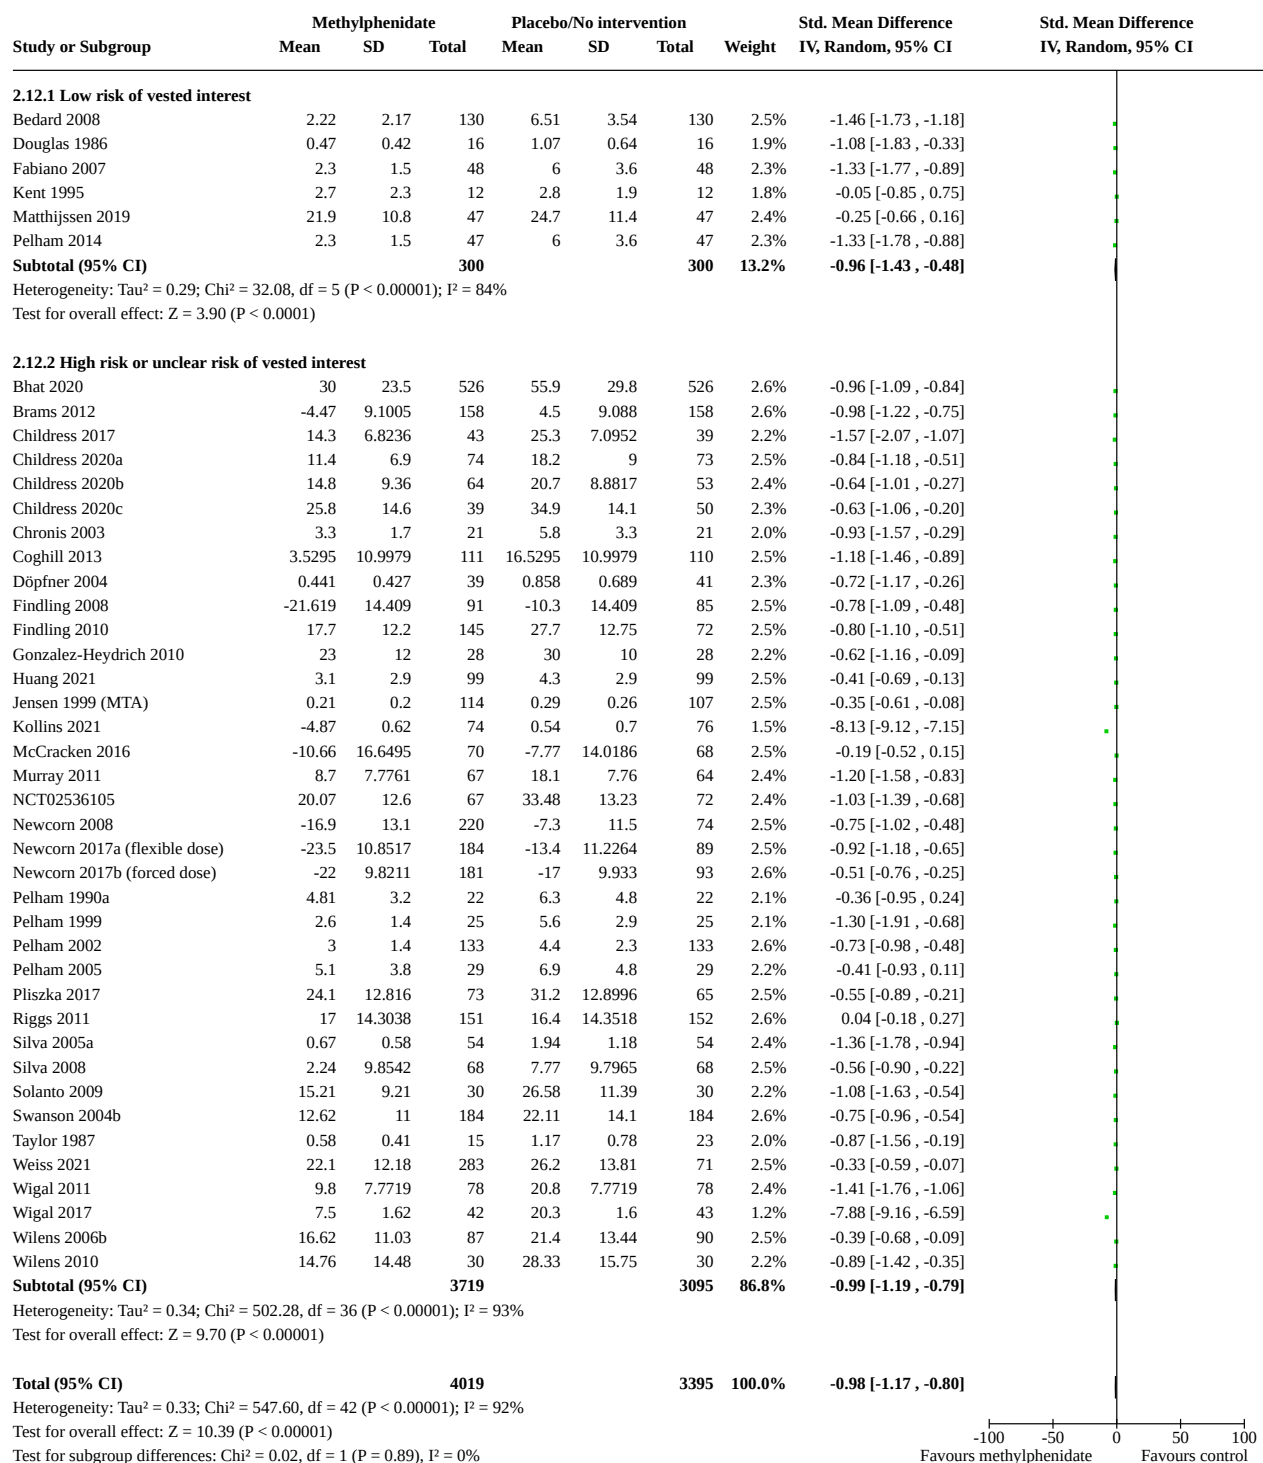 Methylphenidate Placebo/No intervention Std. Mean Difference Std. Mean Difference
Study or Subgroup Mean SD Total Mean SD Total Weight IV, Random, 95% CI IV, Random, 95% CI
2.12.1 Low risk of vested interest
Bedard 2008 2.22 2.17 130 6.51 3.54 130 2.5% -1.46 [-1.73 , -1.18]
Douglas 1986 0.47 0.42 16 1.07 0.64 16 1.9% -1.08 [-1.83 , -0.33]
Fabiano 2007 2.3 1.5 48 6 3.6 48 2.3% -1.33 [-1.77 , -0.89]
Kent 1995 2.7 2.3 12 2.8 1.9 12 1.8% -0.05 [-0.85 , 0.75]
Matthijssen 2019 21.9 10.8 47 24.7 11.4 47 2.4% -0.25 [-0.66 , 0.16]
Pelham 2014 2.3 1.5 47 6 3.6 47 2.3% -1.33 [-1.78 , -0.88]
Subtotal (95% CI) 300 300 13.2% -0.96 [-1.43 , -0.48]
Heterogeneity: Tau² = 0.29; Chi² = 32.08, df = 5 (P < 0.00001); I² = 84%
Test for overall effect: Z = 3.90 (P < 0.0001)
2.12.2 High risk or unclear risk of vested interest
Bhat 2020 30 23.5 526 55.9 29.8 526 2.6% -0.96 [-1.09 , -0.84]
Brams 2012 -4.47 9.1005 158 4.5 9.088 158 2.6% -0.98 [-1.22 , -0.75]
Childress 2017 14.3 6.8236 43 25.3 7.0952 39 2.2% -1.57 [-2.07 , -1.07]
Childress 2020a 11.4 6.9 74 18.2 9 73 2.5% -0.84 [-1.18 , -0.51]
Childress 2020b 14.8 9.36 64 20.7 8.8817 53 2.4% -0.64 [-1.01 , -0.27]
Childress 2020c 25.8 14.6 39 34.9 14.1 50 2.3% -0.63 [-1.06 , -0.20]
Chronis 2003 3.3 1.7 21 5.8 3.3 21 2.0% -0.93 [-1.57 , -0.29]
Coghill 2013 3.5295 10.9979 111 16.5295 10.9979 110 2.5% -1.18 [-1.46 , -0.89]
Döpfner 2004 0.441 0.427 39 0.858 0.689 41 2.3% -0.72 [-1.17 , -0.26]
Findling 2008 -21.619 14.409 91 -10.3 14.409 85 2.5% -0.78 [-1.09 , -0.48]
Findling 2010 17.7 12.2 145 27.7 12.75 72 2.5% -0.80 [-1.10 , -0.51]
Gonzalez-Heydrich 2010 23 12 28 30 10 28 2.2% -0.62 [-1.16 , -0.09]
Huang 2021 3.1 2.9 99 4.3 2.9 99 2.5% -0.41 [-0.69 , -0.13]
Jensen 1999 (MTA) 0.21 0.2 114 0.29 0.26 107 2.5% -0.35 [-0.61 , -0.08]
Kollins 2021 -4.87 0.62 74 0.54 0.7 76 1.5% -8.13 [-9.12 , -7.15]
McCracken 2016 -10.66 16.6495 70 -7.77 14.0186 68 2.5% -0.19 [-0.52 , 0.15]
Murray 2011 8.7 7.7761 67 18.1 7.76 64 2.4% -1.20 [-1.58 , -0.83]
NCT02536105 20.07 12.6 67 33.48 13.23 72 2.4% -1.03 [-1.39 , -0.68]
Newcorn 2008 -16.9 13.1 220 -7.3 11.5 74 2.5% -0.75 [-1.02 , -0.48]
Newcorn 2017a (flexible dose) -23.5 10.8517 184 -13.4 11.2264 89 2.5% -0.92 [-1.18 , -0.65]
Newcorn 2017b (forced dose) -22 9.8211 181 -17 9.933 93 2.6% -0.51 [-0.76 , -0.25]
Pelham 1990a 4.81 3.2 22 6.3 4.8 22 2.1% -0.36 [-0.95 , 0.24]
Pelham 1999 2.6 1.4 25 5.6 2.9 25 2.1% -1.30 [-1.91 , -0.68]
Pelham 2002 3 1.4 133 4.4 2.3 133 2.6% -0.73 [-0.98 , -0.48]
Pelham 2005 5.1 3.8 29 6.9 4.8 29 2.2% -0.41 [-0.93 , 0.11]
Pliszka 2017 24.1 12.816 73 31.2 12.8996 65 2.5% -0.55 [-0.89 , -0.21]
Riggs 2011 17 14.3038 151 16.4 14.3518 152 2.6% 0.04 [-0.18 , 0.27]
Silva 2005a 0.67 0.58 54 1.94 1.18 54 2.4% -1.36 [-1.78 , -0.94]
Silva 2008 2.24 9.8542 68 7.77 9.7965 68 2.5% -0.56 [-0.90 , -0.22]
Solanto 2009 15.21 9.21 30 26.58 11.39 30 2.2% -1.08 [-1.63 , -0.54]
Swanson 2004b 12.62 11 184 22.11 14.1 184 2.6% -0.75 [-0.96 , -0.54]
Taylor 1987 0.58 0.41 15 1.17 0.78 23 2.0% -0.87 [-1.56 , -0.19]
Weiss 2021 22.1 12.18 283 26.2 13.81 71 2.5% -0.33 [-0.59 , -0.07]
Wigal 2011 9.8 7.7719 78 20.8 7.7719 78 2.4% -1.41 [-1.76 , -1.06]
Wigal 2017 7.5 1.62 42 20.3 1.6 43 1.2% -7.88 [-9.16 , -6.59]
Wilens 2006b 16.62 11.03 87 21.4 13.44 90 2.5% -0.39 [-0.68 , -0.09]
Wilens 2010 14.76 14.48 30 28.33 15.75 30 2.2% -0.89 [-1.42 , -0.35]
Subtotal (95% CI) 3719 3095 86.8% -0.99 [-1.19 , -0.79]
Heterogeneity: Tau² = 0.34; Chi² = 502.28, df = 36 (P < 0.00001); I² = 93%
Test for overall effect: Z = 9.70 (P < 0.00001)
Total (95% CI) 4019 3395 100.0% -0.98 [-1.17 , -0.80]
Heterogeneity: Tau² = 0.33; Chi² = 547.60, df = 42 (P < 0.00001); I² = 92%
Test for overall effect: Z = 10.39 (P < 0.00001) -100 -50 0 50 100
Test for subgroup differences: Chi² = 0.02, df = 1 (P = 0.89), I² = 0% Favours methylphenidate Favours control